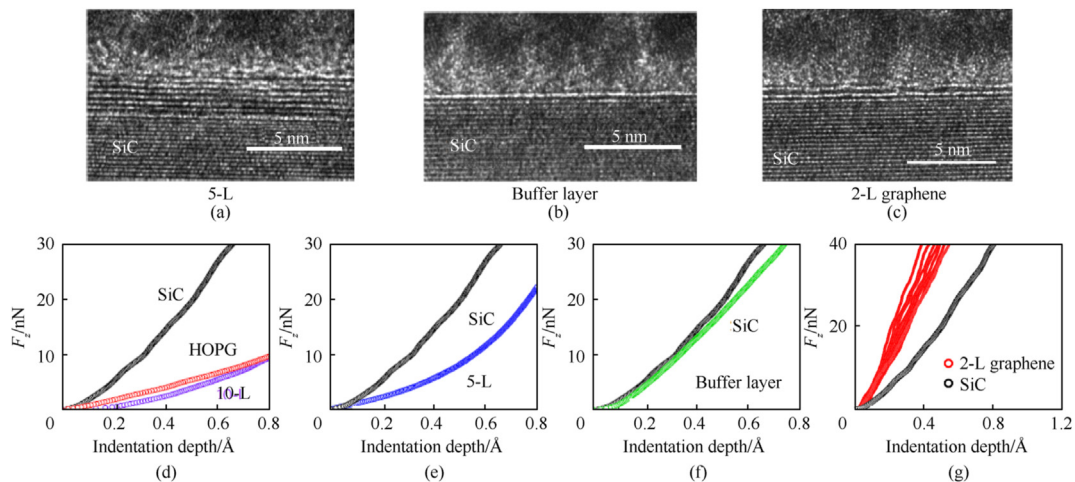 SiC
5 nm
5-L
(a)
SiC
5 nm
Buffer layer
(b)
SiC
5 nm
2-L graphene
(c)
30
20
10
0
F_z/nN
SiC
HOPG
10-L
0.2 0.4 0.6 0.8
Indentation depth/Å
(d)
30
20
10
0
F_z/nN
SiC
5-L
0.2 0.4 0.6 0.8
Indentation depth/Å
(e)
30
20
10
0
F_z/nN
SiC
Buffer layer
0.2 0.4 0.6 0.8
Indentation depth/Å
(f)
40
20
0
F_z/nN
2-L graphene
SiC
0.4 0.8 1.2
Indentation depth/Å
(g)